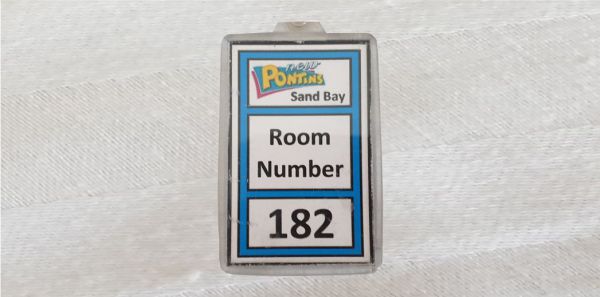 new
PONTINS
Sand Bay
Room
Number
182